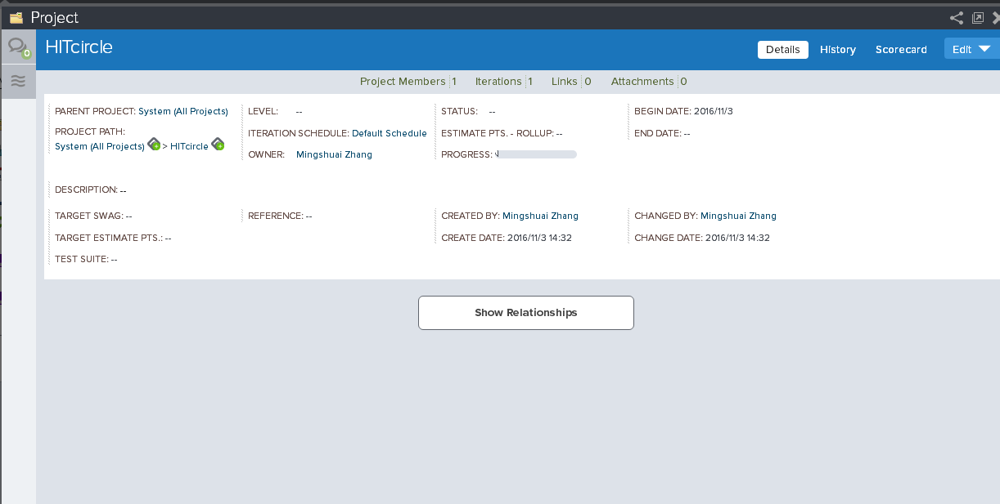 Project
0
HITcircle
Details History Scorecard Edit
Project Members 1 Iterations 1 Links 0 Attachments 0
PARENT PROJECT: System (All Projects) LEVEL: -- STATUS: -- BEGIN DATE: 2016/11/3
PROJECT PATH: ITERATION SCHEDULE: Default Schedule ESTIMATE PTS. - ROLLUP: -- END DATE: --
System (All Projects) > HITcircle OWNER: Mingshuai Zhang PROGRESS:
DESCRIPTION: --
TARGET SWAG: -- REFERENCE: -- CREATED BY: Mingshuai Zhang CHANGED BY: Mingshuai Zhang
TARGET ESTIMATE PTS.: -- CREATE DATE: 2016/11/3 14:32 CHANGE DATE: 2016/11/3 14:32
TEST SUITE: --
Show Relationships